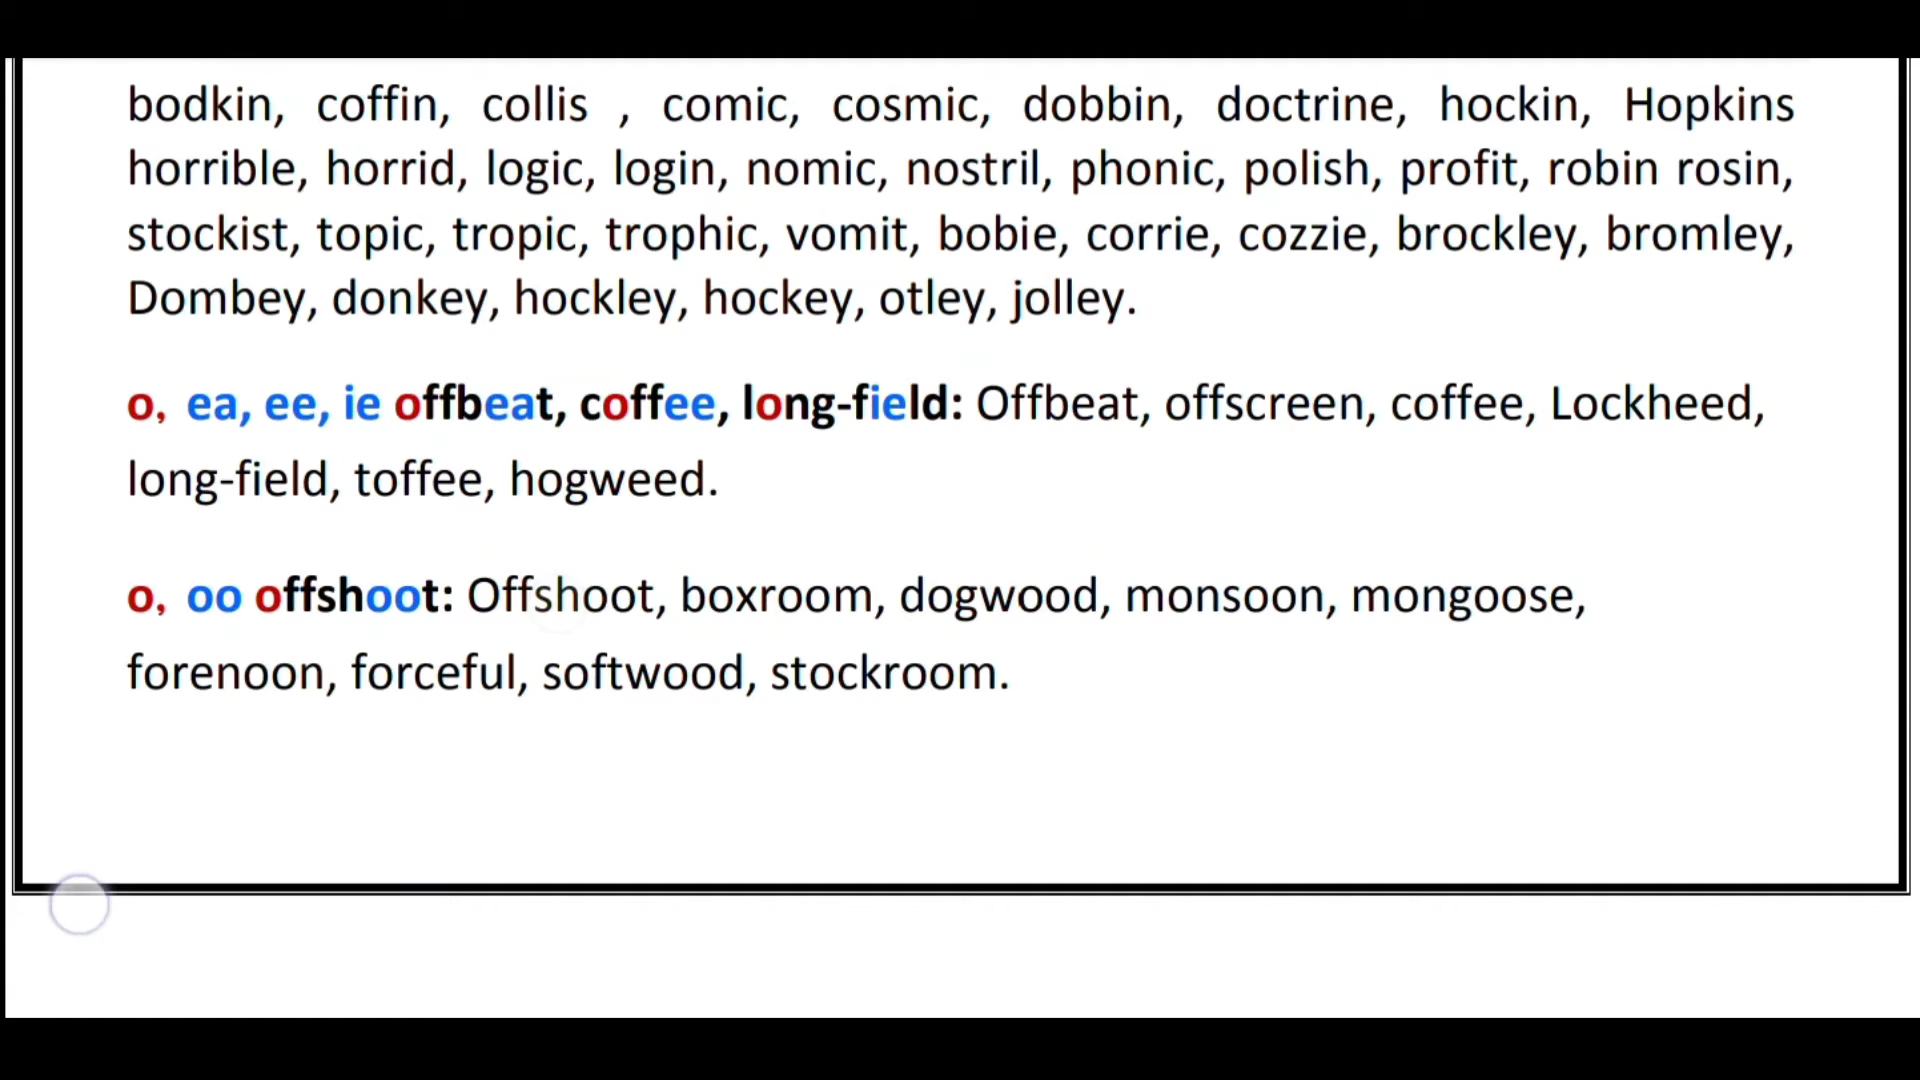 bodkin, coffin, collis , comic, cosmic, dobbin, doctrine, hockin, Hopkins
horrible, horrid, logic, login, nomic, nostril, phonic, polish, profit, robin rosin,
stockist, topic, tropic, trophic, vomit, bobie, corrie, cozzie, brockley, bromley,
Dombey, donkey, hockley, hockey, otley, jolley.
o, ea, ee, ie offbeat, coffee, long-field: Offbeat, offscreen, coffee, Lockheed,
long-field, toffee, hogweed.
o, oo offshoot: Offshoot, boxroom, dogwood, monsoon, mongoose,
forenoon, forceful, softwood, stockroom.